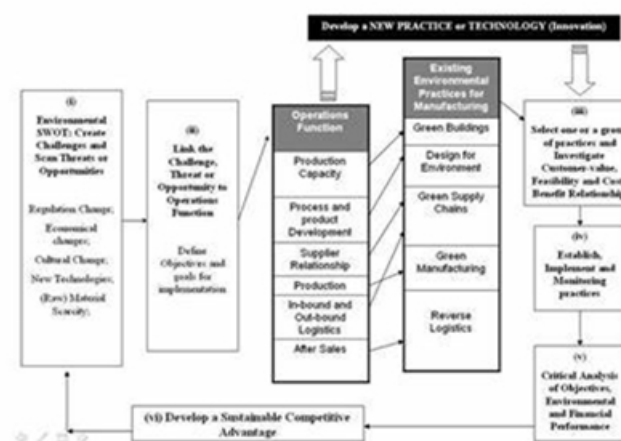 Develop a NEW PRACTICE or TECHNOLOGY (Innovation)
(i)
Environmental
SWOT: Create
Challenges and
Scan Threats or
Opportunities
Regulation Change;
Economical
changes;
Cultural Change;
New Technologies;
(Raw) Material
Scarcity;
(ii)
Link the
Challenge,
Threat or
Opportunity to
Operations
Function
Define
Objectives and
goals for
implementation
Operations
Function
Production
Capacity
Process and
product
Development
Supplier
Relationship
Production
In-bound and
Out-bound
Logistics
After Sales
Existing
Environmental
Practices for
Manufacturing
Green Buildings
Design for
Environment
Green Supply
Chains
Green
Manufacturing
Reverse
Logistics
(iii)
Select one or a group
of practices and
Investigate
Customer value,
Feasibility and Cost
Benefit Relationship
(iv)
Establish,
Implement and
Monitoring
practices
(v)
Critical Analysis
of Objectives,
Environmental
and Financial
Performance
(vi) Develop a Sustainable Competitive
Advantage